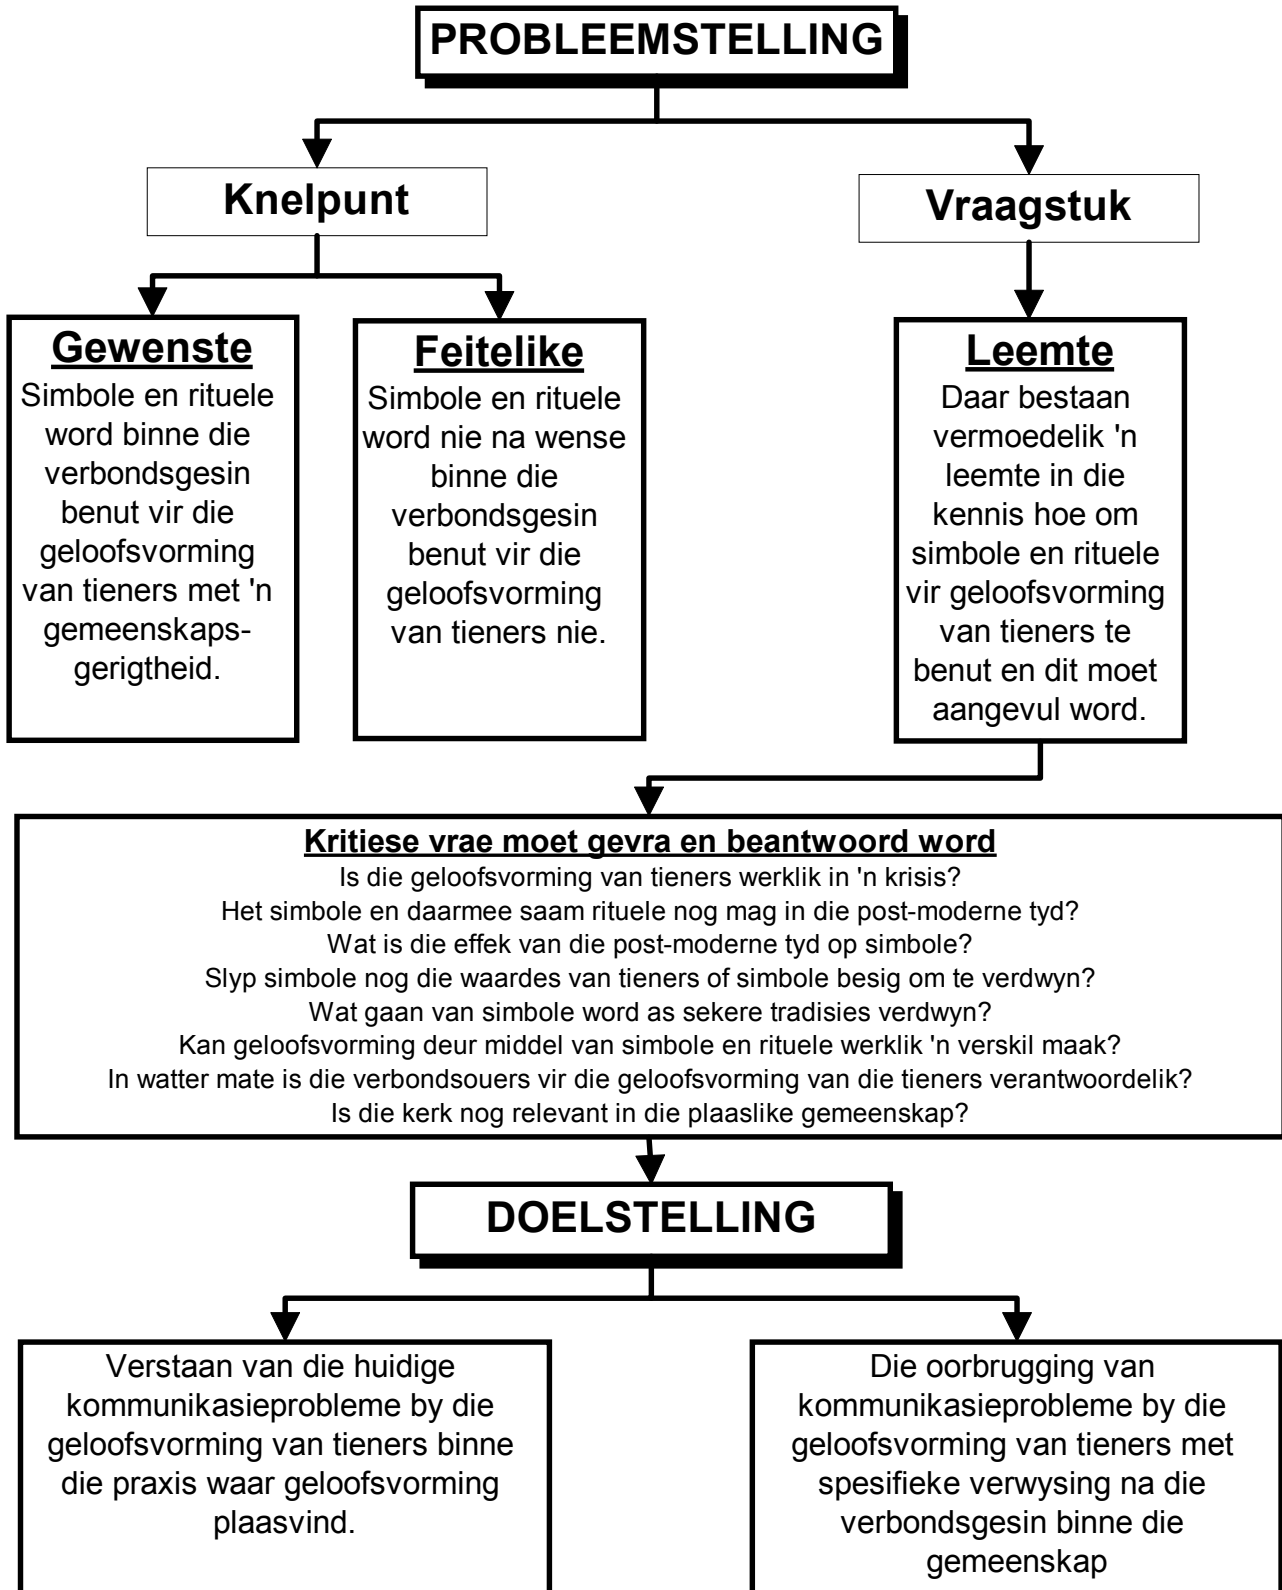 PROBLEEMSTELLING
Knelpunt
Vraagstuk
Gewenste
Simbole en rituele
word binne die
verbondsgesin
benut vir die
geloofsvorming
van tieners met 'n
gemeenskaps-
gerigtheid.
Feitelike
Simbole en rituele
word nie na wense
binne die
verbondsgesin
benut vir die
geloofsvorming
van tieners nie.
Leemte
Daar bestaan
vermoedelik 'n
leemte in die
kennis hoe om
simbole en rituele
vir geloofsvorming
van tieners te
benut en dit moet
aangevul word.
Kritiese vrae moet gevra en beantwoord word
Is die geloofsvorming van tieners werklik in 'n krisis?
Het simbole en daarmee saam rituele nog mag in die post-moderne tyd?
Wat is die effek van die post-moderne tyd op simbole?
Slyp simbole nog die waardes van tieners of simbole besig om te verdwyn?
Wat gaan van simbole word as sekere tradisies verdwyn?
Kan geloofsvorming deur middel van simbole en rituele werklik 'n verskil maak?
In watter mate is die verbondsouers vir die geloofsvorming van die tieners verantwoordelik?
Is die kerk nog relevant in die plaaslike gemeenskap?
DOELSTELLING
Verstaan van die huidige
kommunikasieprobleme by die
geloofsvorming van tieners binne
die praxis waar geloofsvorming
plaasvind.
Die oorbrugging van
kommunikasieprobleme by die
geloofsvorming van tieners met
spesifieke verwysing na die
verbondsgesin binne die
gemeenskap